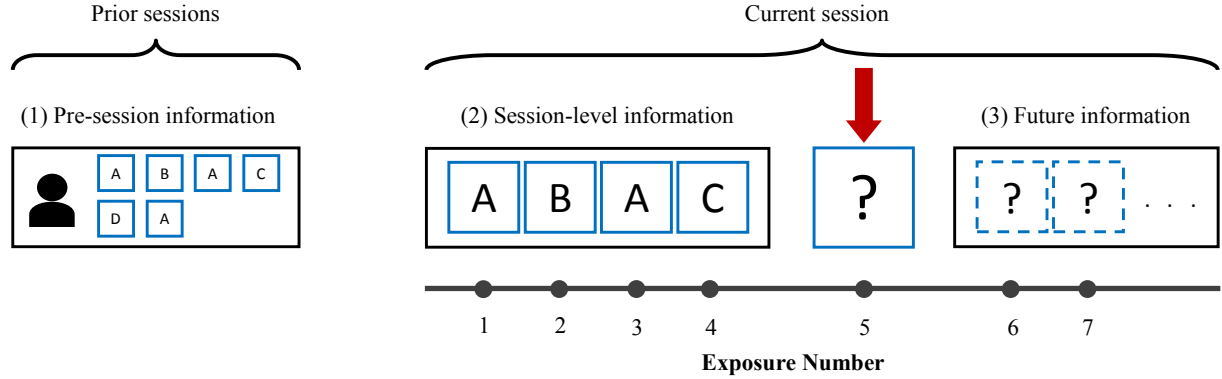 Prior sessions
Current session
(1) Pre-session information
(2) Session-level information
(3) Future information
A B A C
D A
A B A C
?
? ? . . .
1 2 3 4 5 6 7
Exposure Number